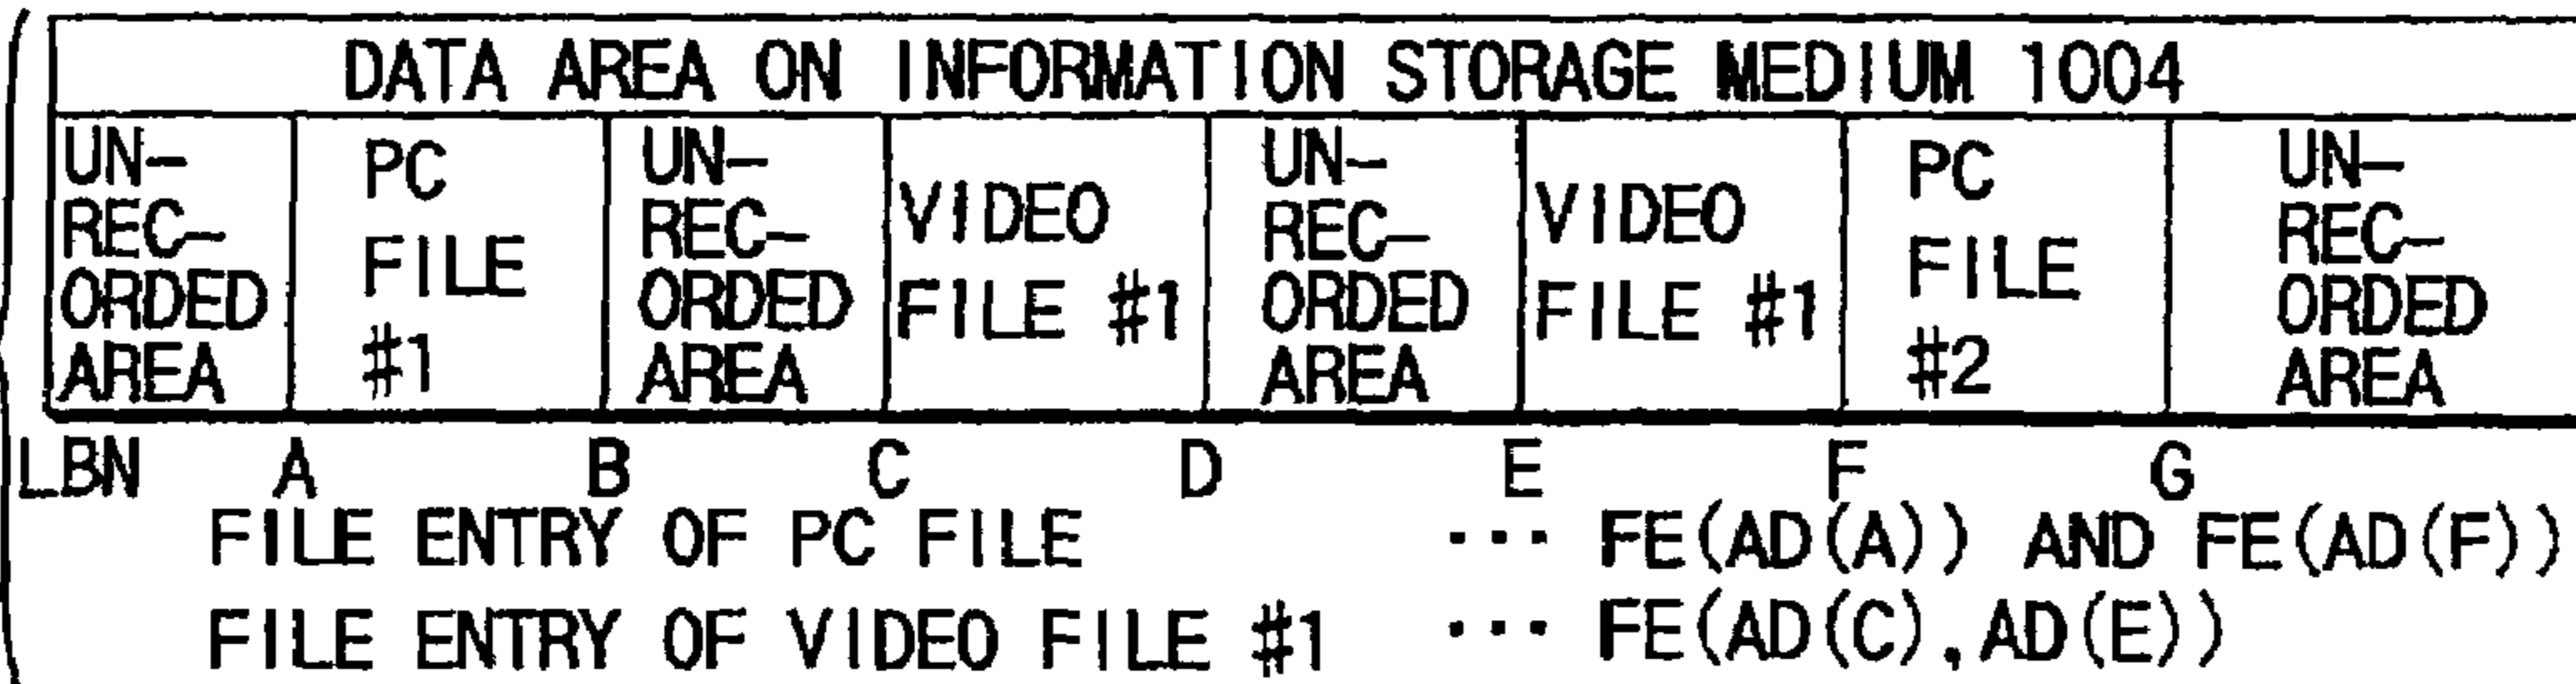 DATA AREA ON INFORMATION STORAGE MEDIUM 1004
UN-
REC-
ORDED
AREA
PC
FILE
#1
UN-
REC-
ORDED
AREA
VIDEO
FILE #1
UN-
REC-
ORDED
AREA
VIDEO
FILE #1
PC
FILE
#2
UN-
REC-
ORDED
AREA
LBN A B C D E F G
FILE ENTRY OF PC FILE ··· FE(AD(A)) AND FE(AD(F))
FILE ENTRY OF VIDEO FILE #1 ··· FE(AD(C),AD(E))